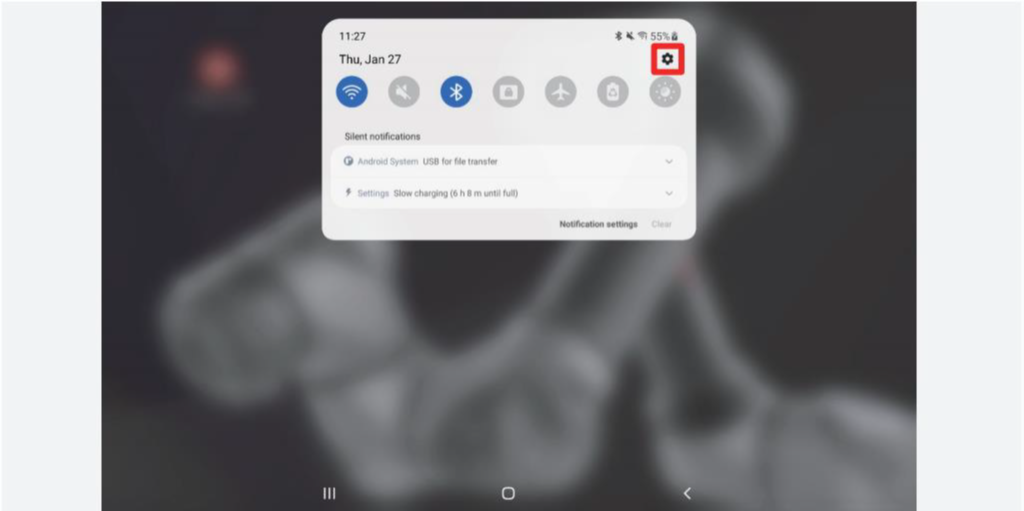 11:27 55%
Thu, Jan 27
Silent notifications
Android System USB for file transfer
Settings Slow charging (6 h 8 m until full)
Notification settings Clear